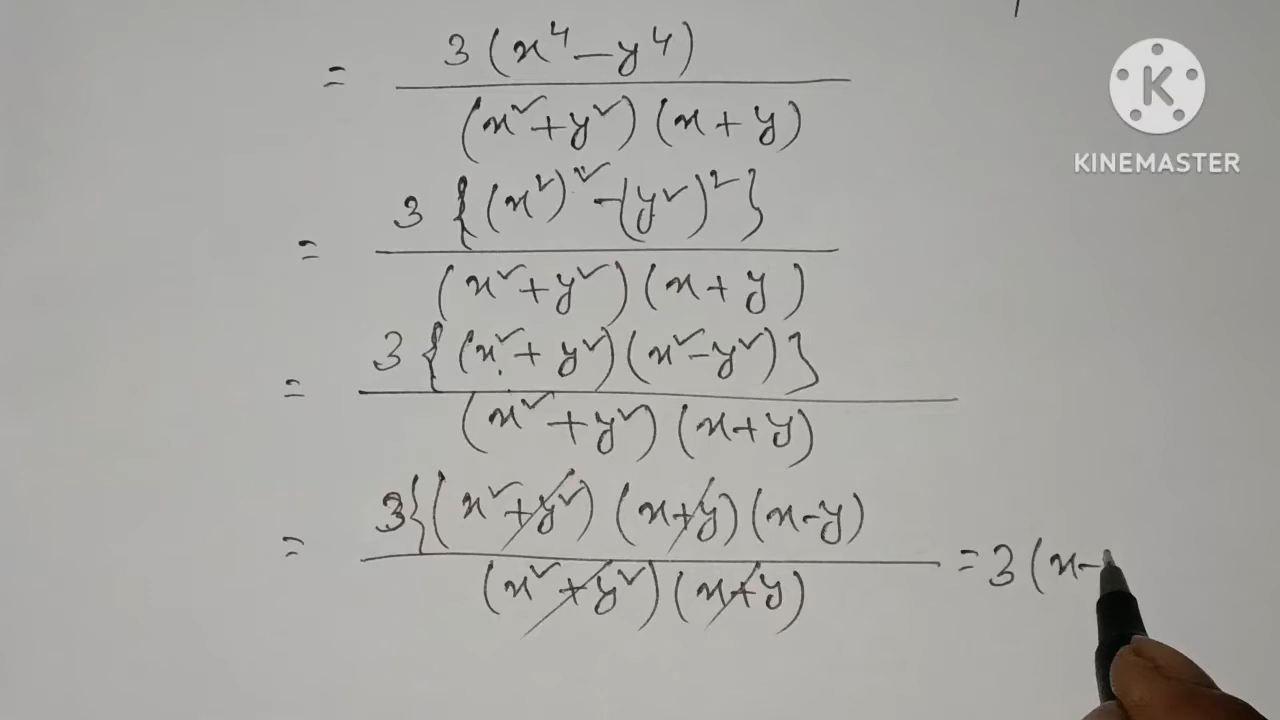 = 3 (x⁴ - y⁴) / (x² + y²) (x + y)
K
KINEMASTER
= 3 {(x²)² - (y²)²} / (x² + y²) (x + y)
= 3 {(x² + y²) (x² - y²)} / (x² + y²) (x + y)
= 3{(x² + y²) (x + y) (x - y) / (x² + y²) (x + y) = 3 (x -